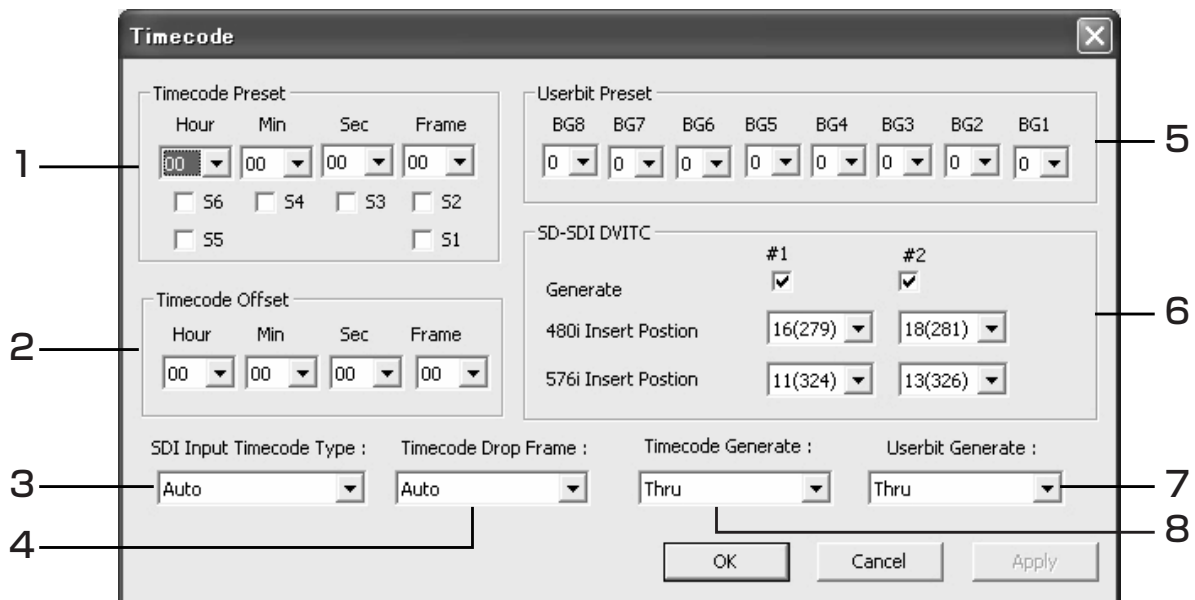 Timecode
Timecode Preset
Hour Min Sec Frame
00 00 00 00
S6 S4 S3 S2
S5 S1
1
Userbit Preset
BG8 BG7 BG6 BG5 BG4 BG3 BG2 BG1
0 0 0 0 0 0 0 0
5
Timecode Offset
Hour Min Sec Frame
00 00 00 00
2
SD-SDI DVITC
#1 #2
Generate
480i Insert Postion 16(279) 18(281)
576i Insert Postion 11(324) 13(326)
6
SDI Input Timecode Type : Timecode Drop Frame : Timecode Generate : Userbit Generate :
3 Auto Auto Thru Thru 7
4 8
OK Cancel Apply